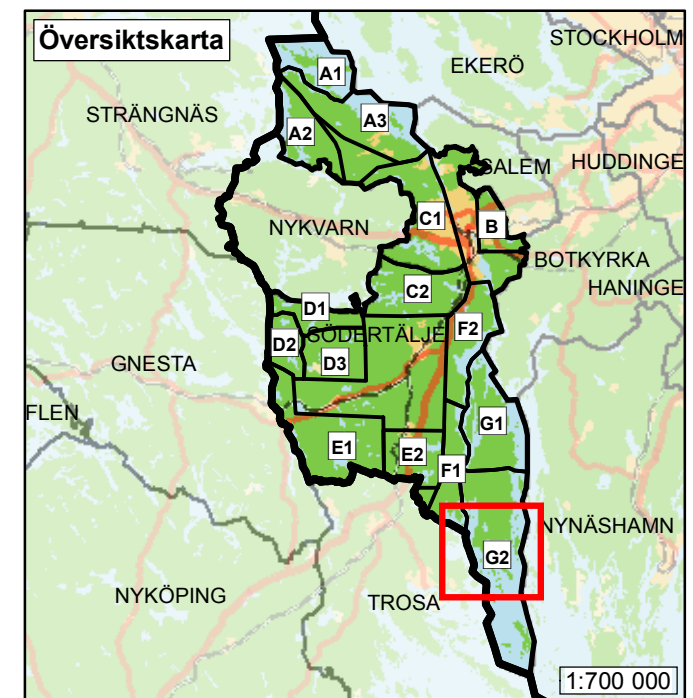 Översiktskarta
STOCKHOLM
EKERÖ
A1
STRÄNGNÄS
A3
A2
SALEM
HUDDINGE
C1
B
NYKVARN
BOTKYRKA
HANINGE
C2
D1
F2
SÖDERTÄLJE
D2
D3
GNESTA
FLEN
G1
E1
E2
F1
NYNÄSHAMN
G2
NYKÖPING
TROSA
1:700 000